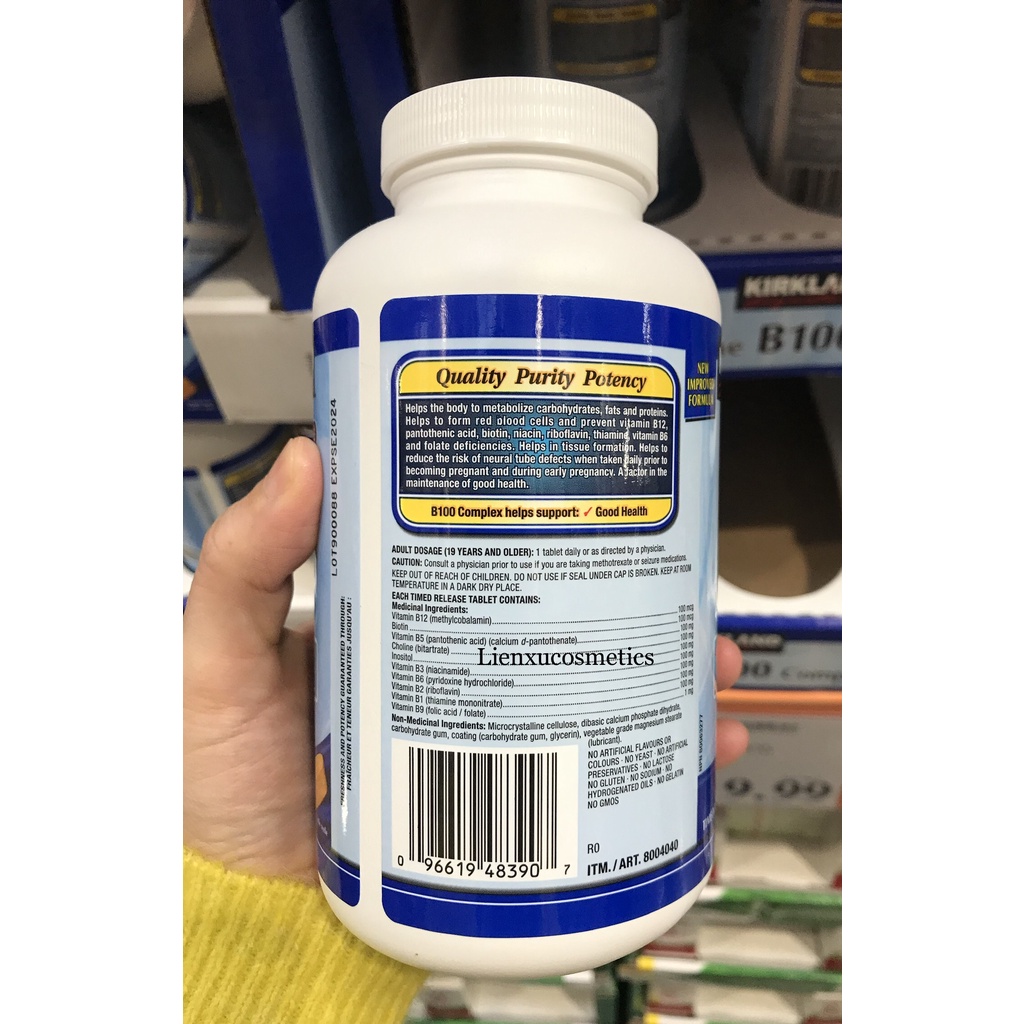 KIRKLAND
B100
NEW
IMPROVED
FORMULA
Quality Purity Potency
Helps the body to metabolize carbohydrates, fats and proteins.
Helps to form red blood cells and prevent vitamin B12,
pantothenic acid, biotin, niacin, riboflavin, thiamine, vitamin B6
and folate deficiencies. Helps in tissue formation. Helps to
reduce the risk of neural tube defects when taken daily prior to
becoming pregnant and during early pregnancy. A factor in the
maintenance of good health.
B100 Complex helps support: ✓ Good Health
LOT900088 EXPSE2024
FRESHNESS AND POTENCY GUARANTEED THROUGH:
FRAÎCHEUR ET TENEUR GARANTIES JUSQU'AU :
ADULT DOSAGE (19 YEARS AND OLDER): 1 tablet daily or as directed by a physician.
CAUTION: Consult a physician prior to use if you are taking methotrexate or seizure medications.
KEEP OUT OF REACH OF CHILDREN. DO NOT USE IF SEAL UNDER CAP IS BROKEN. KEEP AT ROOM
TEMPERATURE IN A DARK DRY PLACE.
EACH TIMED RELEASE TABLET CONTAINS:
Medicinal Ingredients:
Vitamin B12 (methylcobalamin) 100 mcg
Biotin 100 mcg
Vitamin B5 (pantothenic acid) (calcium d-pantothenate) 100 mg
Choline (bitartrate) 100 mg
Inositol 100 mg
Vitamin B3 (niacinamide) 100 mg
Vitamin B6 (pyridoxine hydrochloride) 100 mg
Vitamin B2 (riboflavin) 100 mg
Vitamin B1 (thiamine mononitrate) 100 mg
Vitamin B9 (folic acid / folate) 1 mg
Lienxucosmetics
Non-Medicinal Ingredients: Microcrystalline cellulose, dibasic calcium phosphate dihydrate,
carbohydrate gum, coating (carbohydrate gum, glycerin), vegetable grade magnesium stearate
(lubricant).
NO ARTIFICIAL FLAVOURS OR
COLOURS · NO YEAST · NO ARTIFICIAL
PRESERVATIVES · NO LACTOSE
NO GLUTEN · NO SODIUM · NO
HYDROGENATED OILS · NO GELATIN
NO GMOS
R0
ITM. / ART. 8004040
0 96619 48390 7
9.99